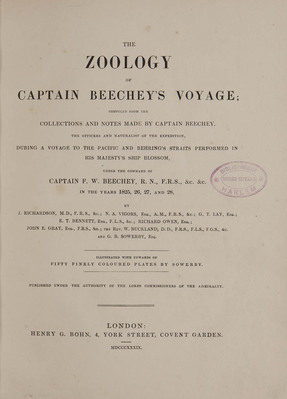 THE
ZOOLOGY
OF
CAPTAIN BEECHEY'S VOYAGE;
COMPILED FROM THE
COLLECTIONS AND NOTES MADE BY CAPTAIN BEECHEY,
THE OFFICERS AND NATURALIST OF THE EXPEDITION,
DURING A VOYAGE TO THE PACIFIC AND BEHRING'S STRAITS PERFORMED IN
HIS MAJESTY'S SHIP BLOSSOM,
UNDER THE COMMAND OF
CAPTAIN F. W. BEECHEY, R. N., F.R.S., &c. &c.
IN THE YEARS 1825, 26, 27, AND 28,
BY
J. RICHARDSON, M.D., F.R.S., &c.; N. A. VIGORS, Esq., A.M., F.R.S., &c.; G. T. LAY, Esq.;
E. T. BENNETT, Esq., F.L.S., &c.; RICHARD OWEN, Esq.,
JOHN E. GRAY, Esq., F.R.S., &c.; THE REV. W. BUCKLAND, D.D., F.R.S., F.L.S., F.G.S., &c.
AND G. B. SOWERBY, Esq.
ILLUSTRATED WITH UPWARDS OF
FIFTY FINELY COLOURED PLATES BY SOWERBY.
PUBLISHED UNDER THE AUTHORITY OF THE LORDS COMMISSIONERS OF THE ADMIRALTY.
HAARLEM
LONDON:
HENRY G. BOHN, 4, YORK STREET, COVENT GARDEN.
MDCCCXXXIX.